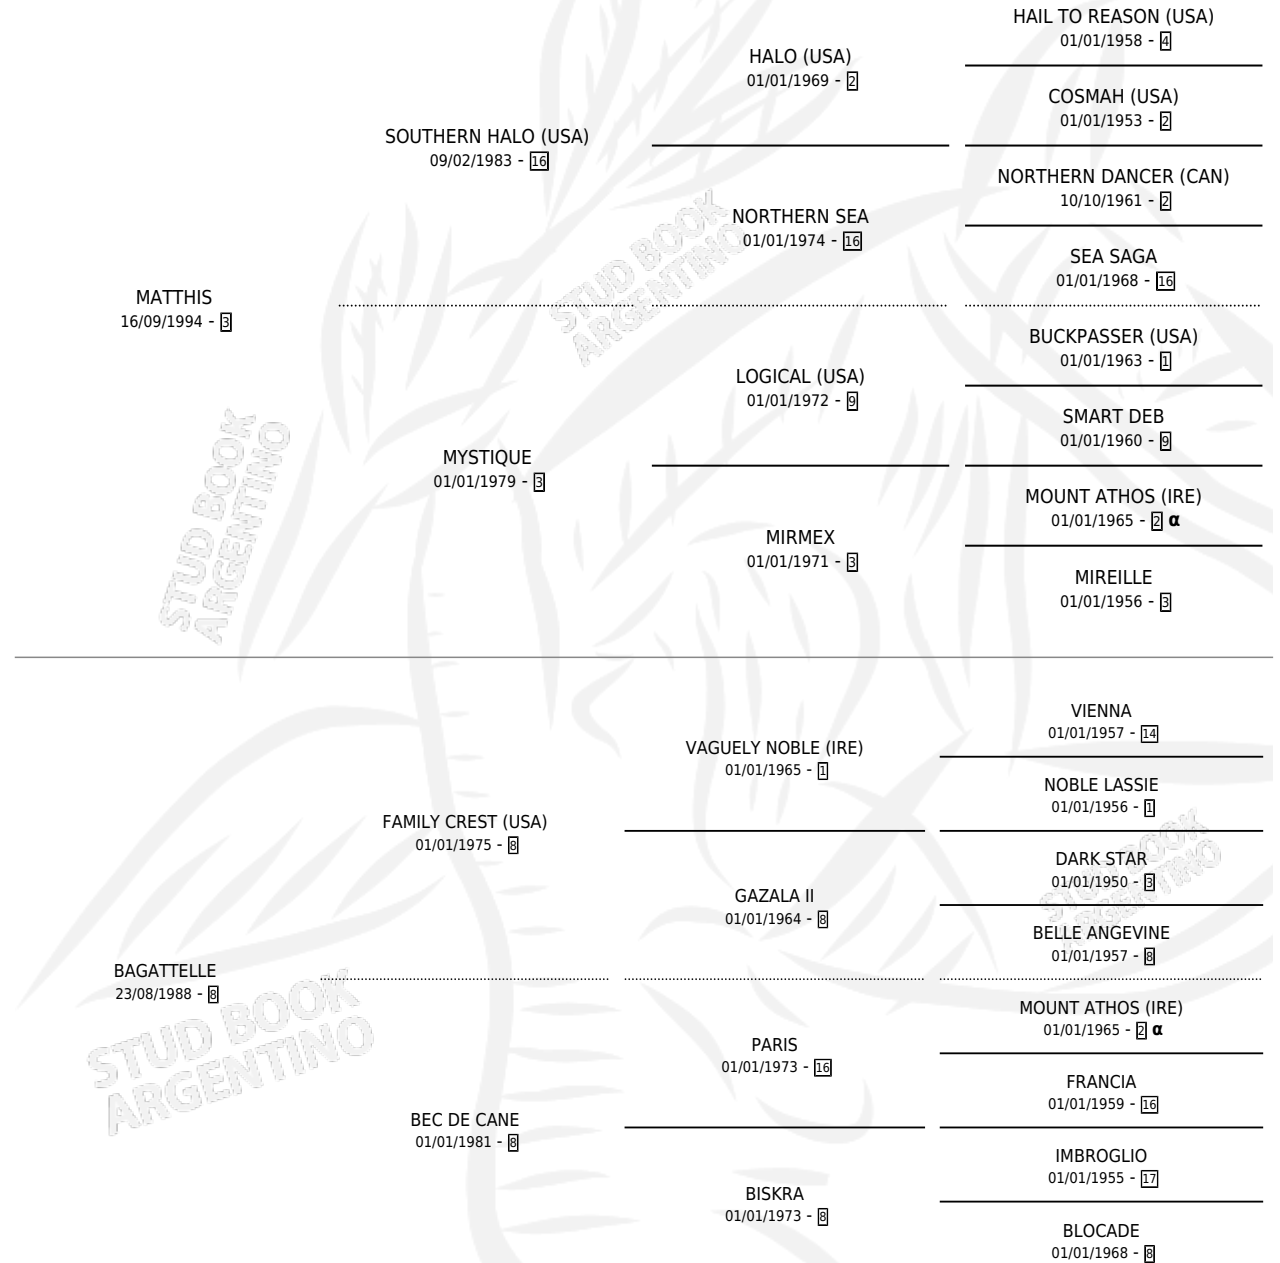 MATTHIS
16/09/1994 - 3
SOUTHERN HALO (USA)
09/02/1983 - 16
HALO (USA)
01/01/1969 - 2
HAIL TO REASON (USA)
01/01/1958 - 4
COSMAH (USA)
01/01/1953 - 2
NORTHERN SEA
01/01/1974 - 16
NORTHERN DANCER (CAN)
10/10/1961 - 2
SEA SAGA
01/01/1968 - 16
MYSTIQUE
01/01/1979 - 3
LOGICAL (USA)
01/01/1972 - 9
BUCKPASSER (USA)
01/01/1963 - 1
SMART DEB
01/01/1960 - 9
MIRMEX
01/01/1971 - 3
MOUNT ATHOS (IRE)
01/01/1965 - 2 α
MIREILLE
01/01/1956 - 3
BAGATTELLE
23/08/1988 - 8
FAMILY CREST (USA)
01/01/1975 - 8
VAGUELY NOBLE (IRE)
01/01/1965 - 1
VIENNA
01/01/1957 - 14
NOBLE LASSIE
01/01/1956 - 1
GAZALA II
01/01/1964 - 8
DARK STAR
01/01/1950 - 3
BELLE ANGEVINE
01/01/1957 - 8
BEC DE CANE
01/01/1981 - 8
PARIS
01/01/1973 - 16
MOUNT ATHOS (IRE)
01/01/1965 - 2 α
FRANCIA
01/01/1959 - 16
BISKRA
01/01/1973 - 8
IMBROGLIO
01/01/1955 - 17
BLOCADE
01/01/1968 - 8
STUD BOOK
ARGENTINO
STUD BOOK
ARGENTINO
STUD BOOK
ARGENTINO
STUD BOOK
ARGENTINO